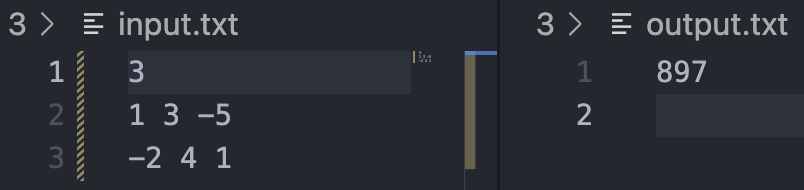 3 > input.txt
1 3
2 1 3 -5
3 -2 4 1
3 > output.txt
1 897
2